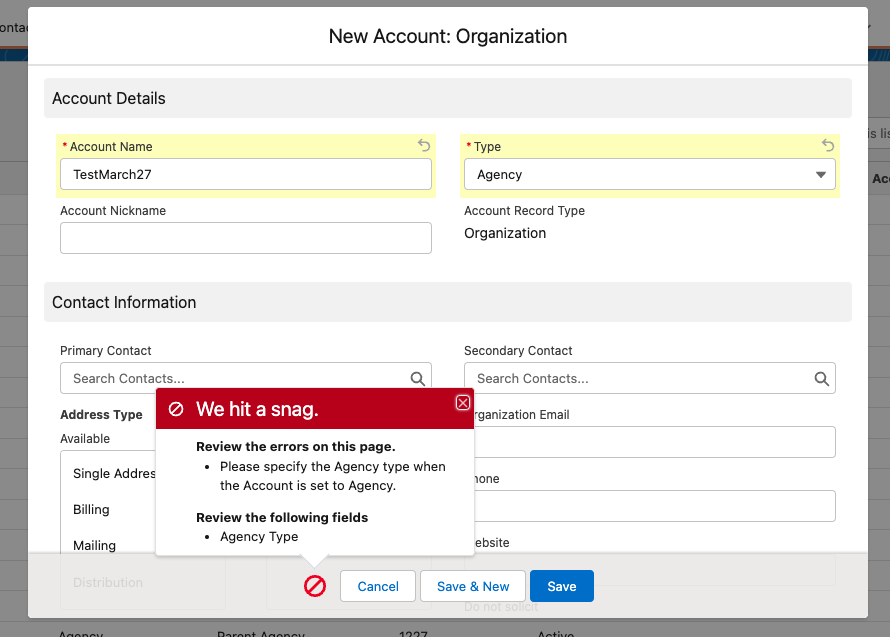 New Account: Organization
Account Details
* Account Name
* Type
TestMarch27
Agency
Account Nickname
Account Record Type
Organization
Contact Information
Primary Contact
Secondary Contact
Search Contacts...
Search Contacts...
Address Type
Available
Single Addres
Billing
Mailing
Distribution
We hit a snag.
Review the errors on this page.
• Please specify the Agency type when
the Account is set to Agency.
Review the following fields
• Agency Type
rganization Email
hone
ebsite
Do not solicit
Cancel
Save & New
Save
Agency
Parent Agency
1227
Active